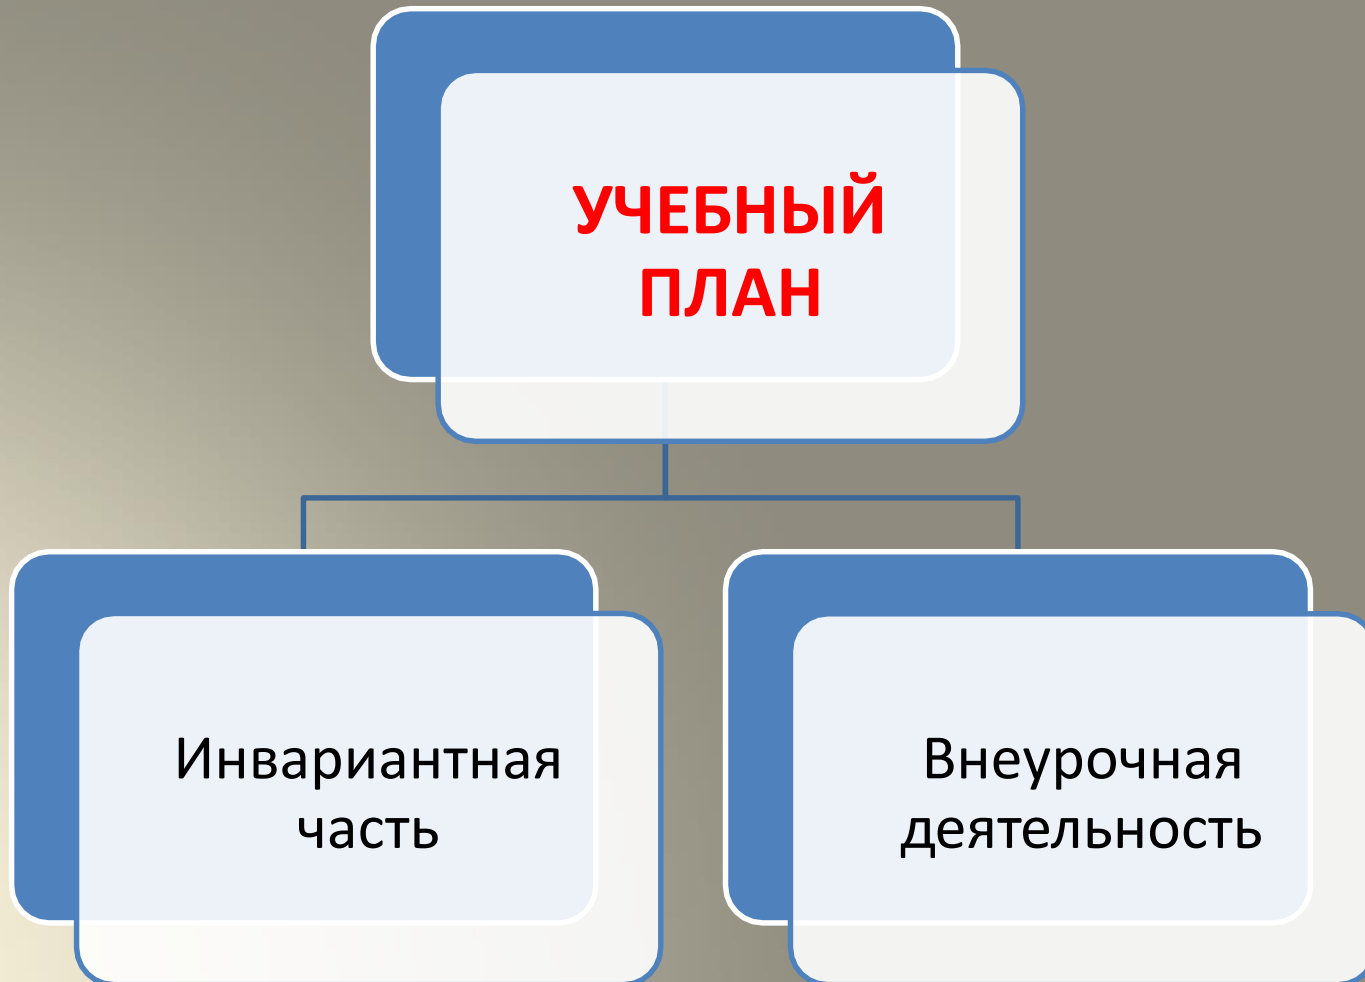 УЧЕБНЫЙ
ПЛАН
Инвариантная
часть
Внеурочная
деятельность